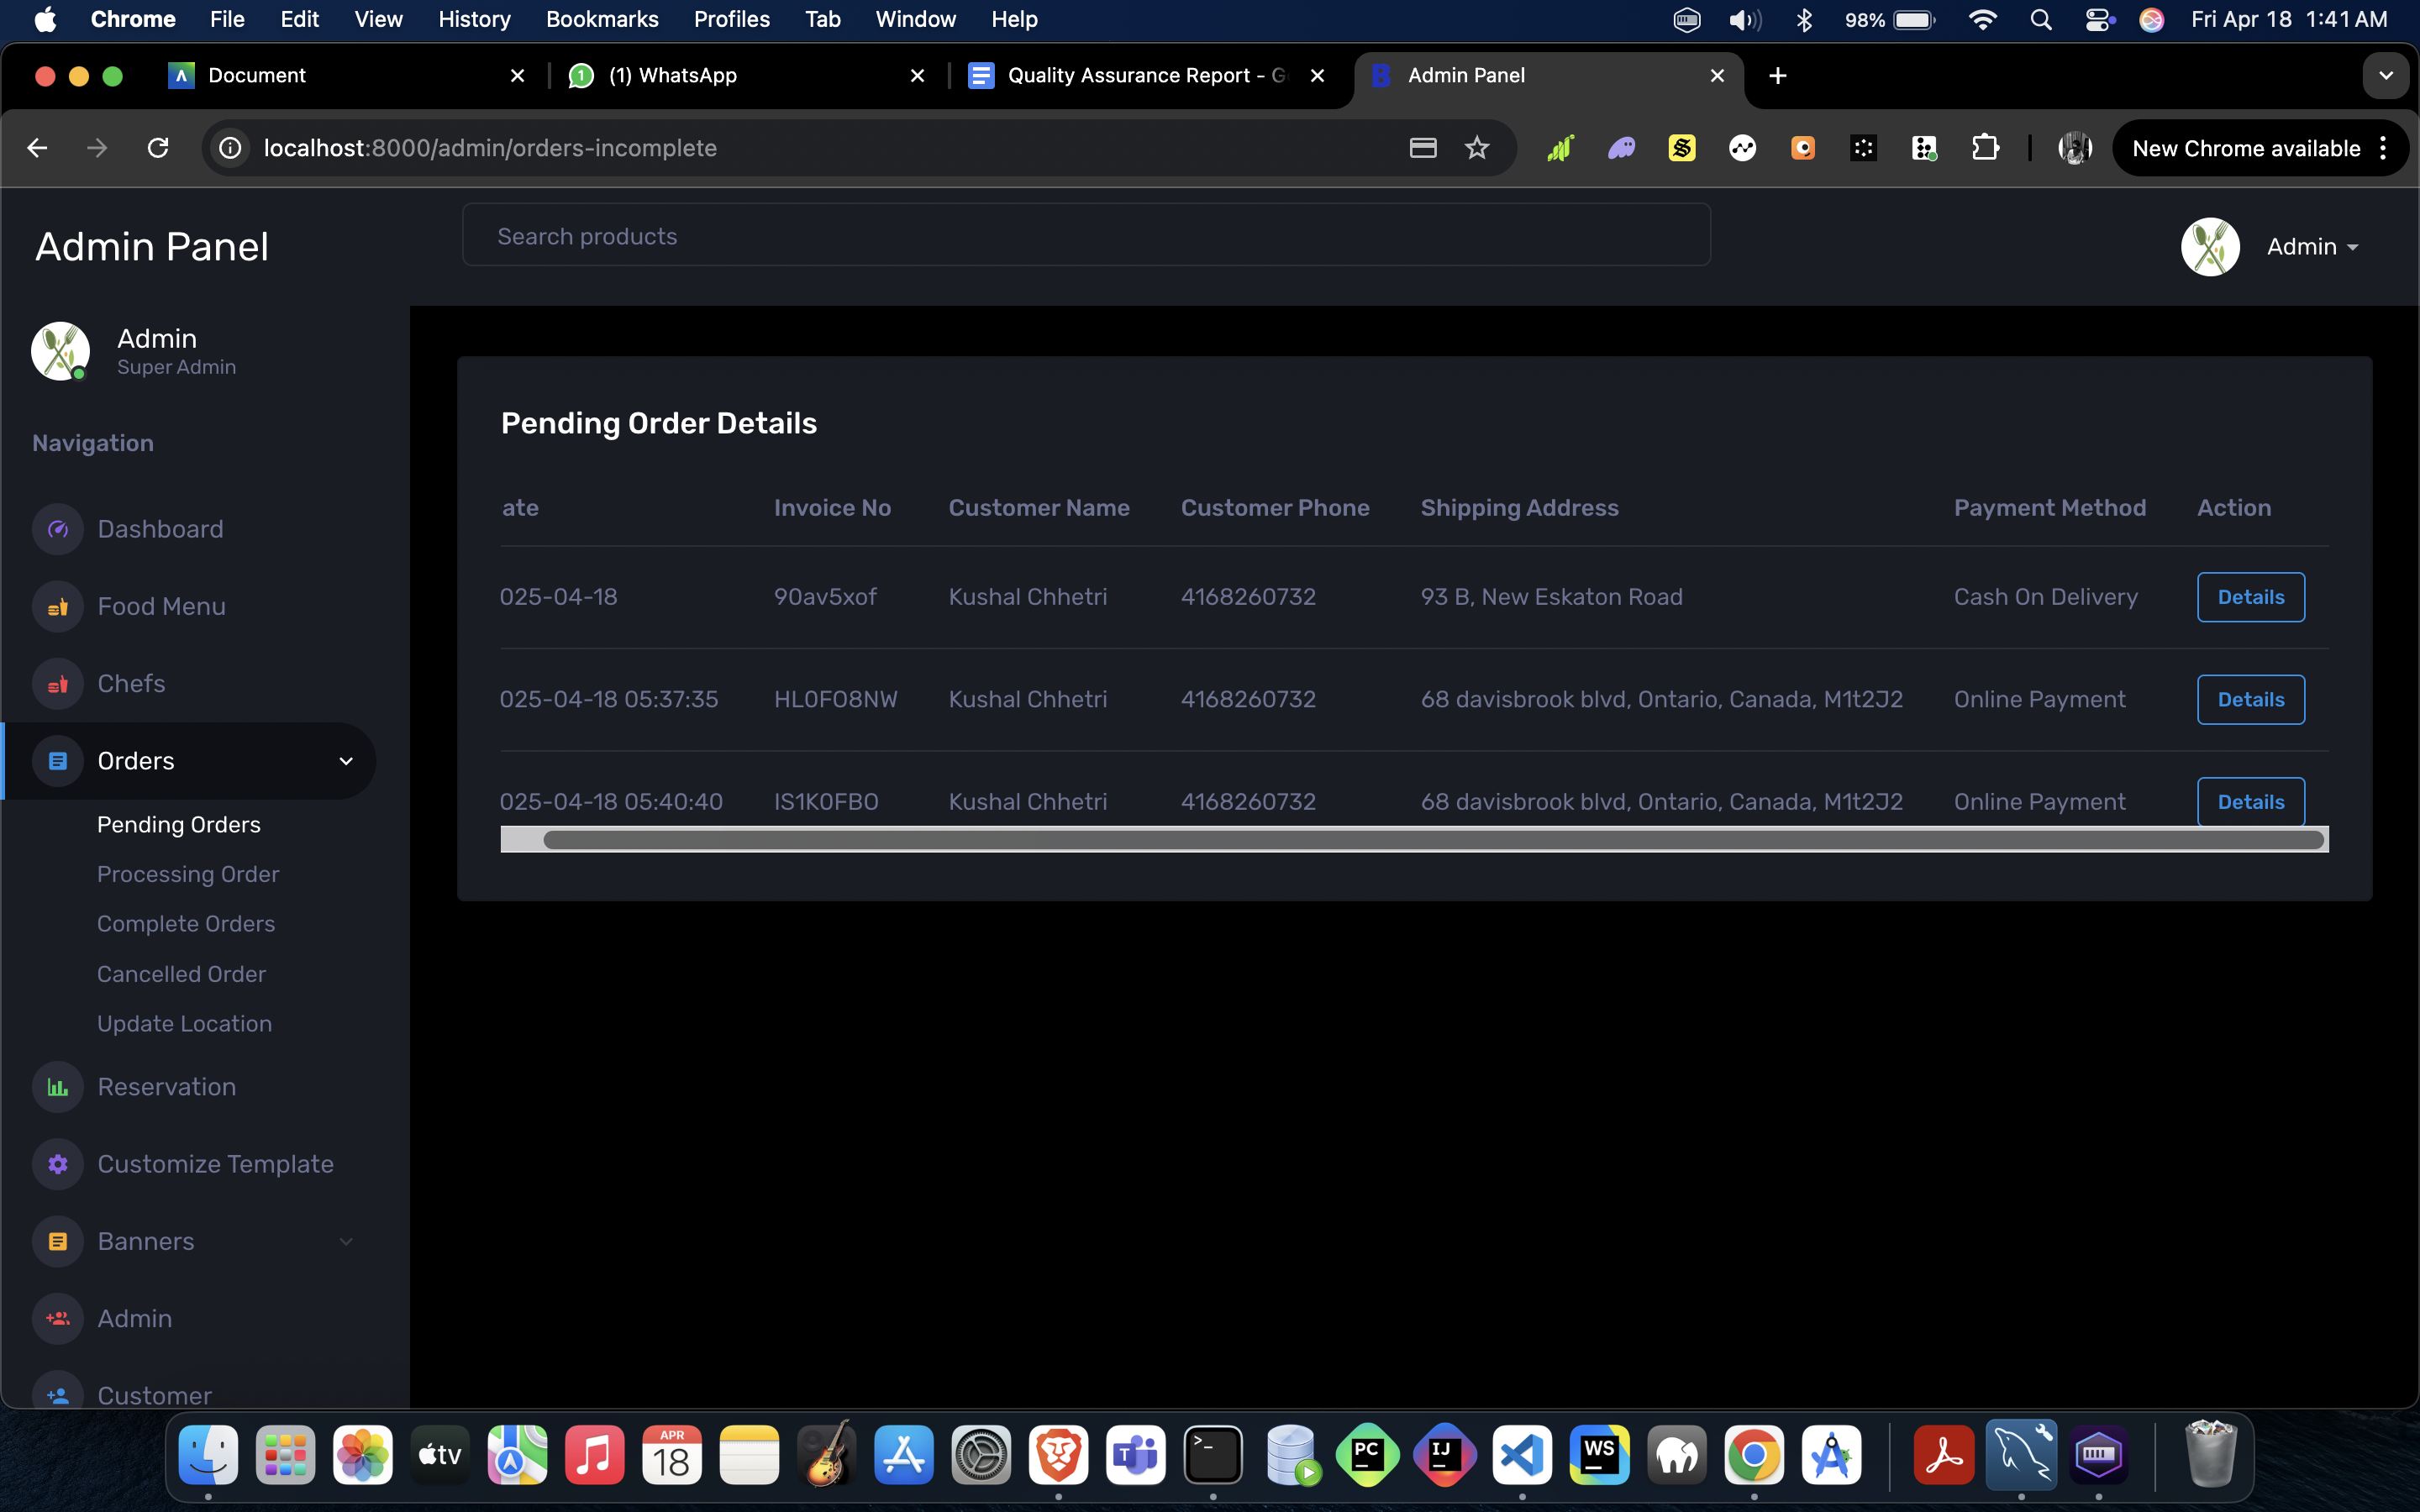 Chrome File Edit View History Bookmarks Profiles Tab Window Help 98% Fri Apr 18 1:41 AM
Document (1) WhatsApp Quality Assurance Report - G Admin Panel
localhost:8000/admin/orders-incomplete New Chrome available
Admin Panel Search products Admin
Admin
Super Admin
Navigation
Dashboard
Food Menu
Chefs
Orders
Pending Orders
Processing Order
Complete Orders
Cancelled Order
Update Location
Reservation
Customize Template
Banners
Admin
Customer
Pending Order Details
ate Invoice No Customer Name Customer Phone Shipping Address Payment Method Action
025-04-18 90av5xof Kushal Chhetri 4168260732 93 B, New Eskaton Road Cash On Delivery Details
025-04-18 05:37:35 HL0FO8NW Kushal Chhetri 4168260732 68 davisbrook blvd, Ontario, Canada, M1t2J2 Online Payment Details
025-04-18 05:40:40 IS1K0FBO Kushal Chhetri 4168260732 68 davisbrook blvd, Ontario, Canada, M1t2J2 Online Payment Details
tv APR 18 T >_ PC IJ WS